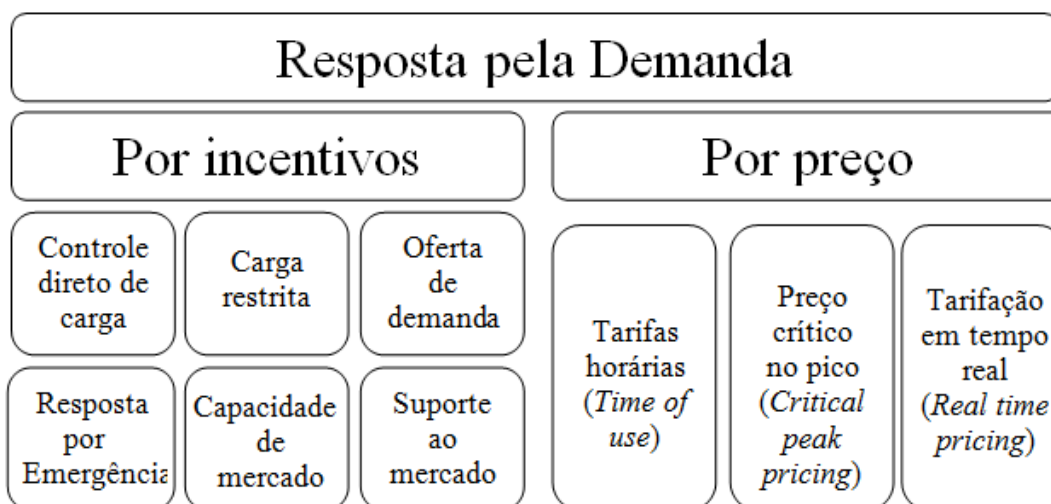 Resposta pela Demanda
Por incentivos
Por preço
Controle
direto de
carga
Carga
restrita
Oferta
de
demanda
Resposta
por
Emergência
Capacidade
de
mercado
Suporte
ao
mercado
Tarifas
horárias
(Time of
use)
Preço
crítico
no pico
(Critical
peak
pricing)
Tarifação
em tempo
real
(Real time
pricing)